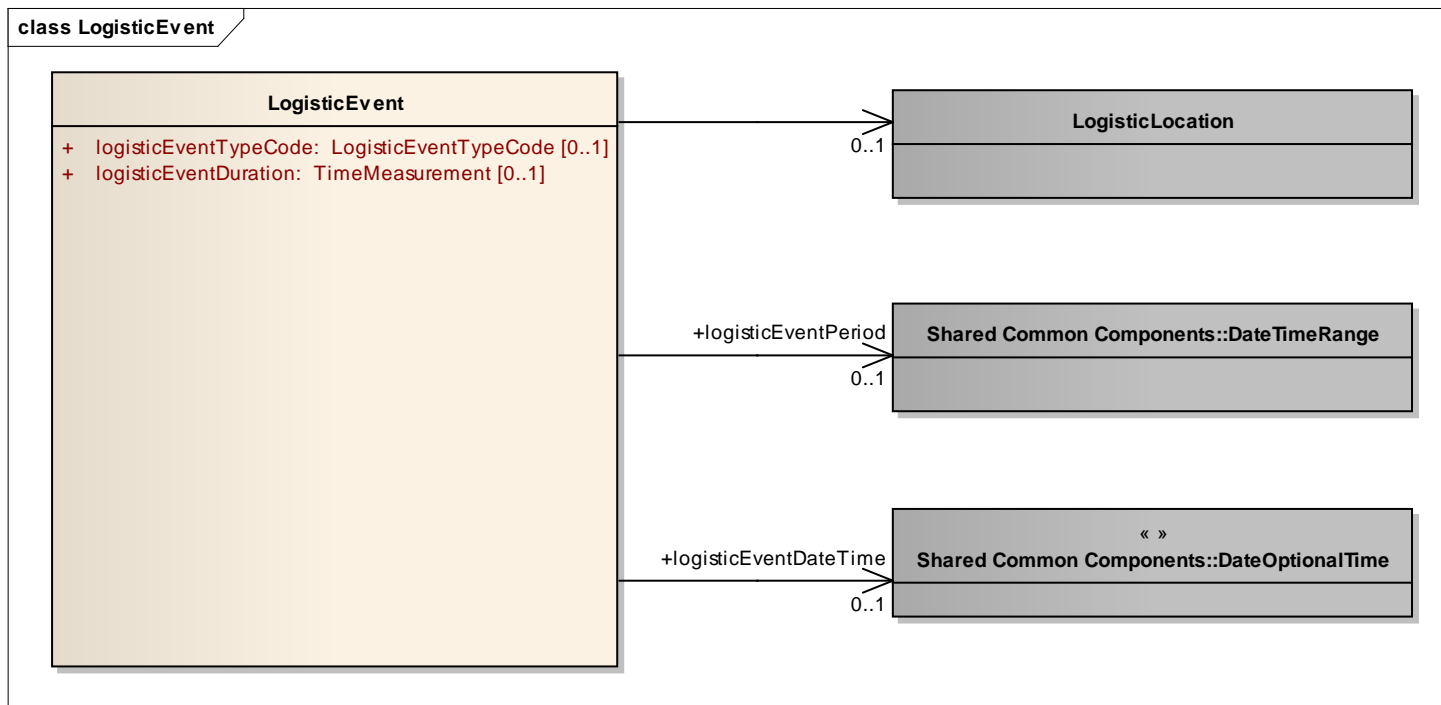 class LogisticEvent
LogisticEvent
+ logisticEventTypeCode: LogisticEventTypeCode [0..1]
+ logisticEventDuration: TimeMeasurement [0..1]
LogisticLocation
0..1
+logisticEventPeriod
Shared Common Components::DateTimeRange
0..1
« »
+logisticEventDateTime
Shared Common Components::DateOptionalTime
0..1